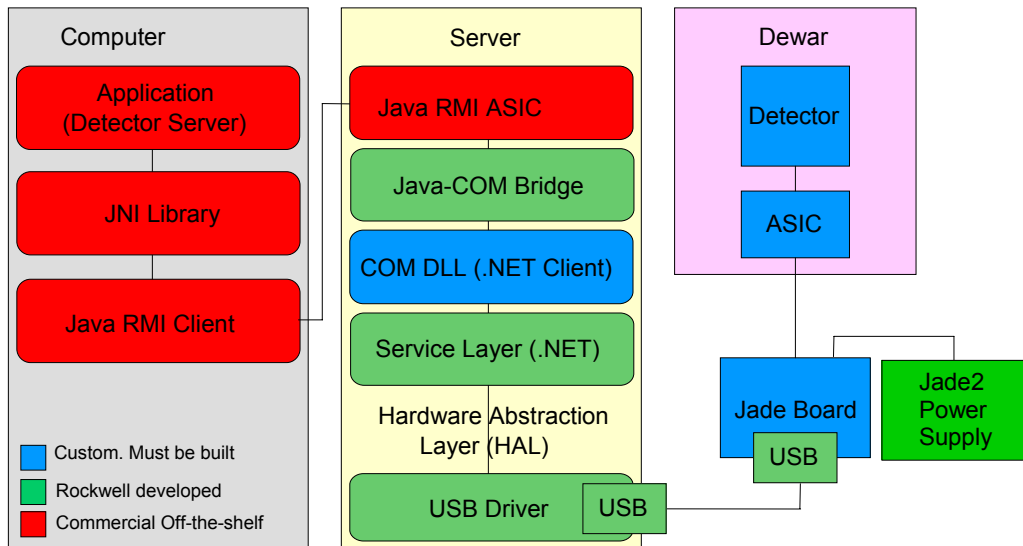 Computer
Application
(Detector Server)
JNI Library
Java RMI Client
Custom. Must be built
Rockwell developed
Commercial Off-the-shelf
Server
Java RMI ASIC
Java-COM Bridge
COM DLL (.NET Client)
Service Layer (.NET)
Hardware Abstraction
Layer (HAL)
USB Driver
USB
Dewar
Detector
ASIC
Jade Board
USB
Jade2
Power
Supply